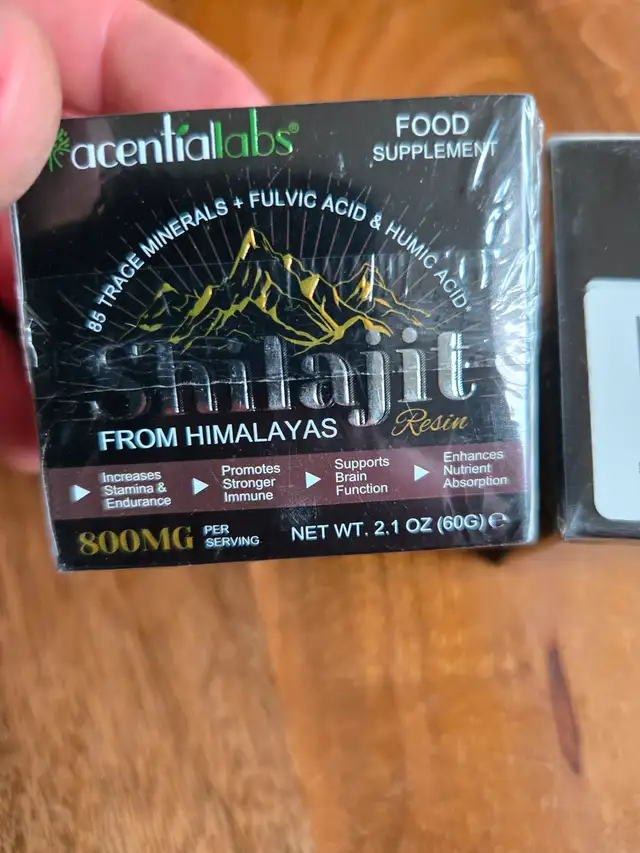 acentiallabs®
FOOD
SUPPLEMENT
85 TRACE MINERALS + FULVIC ACID & HUMIC ACID*
Shilajit
Resin
FROM HIMALAYAS
Increases
Stamina &
Endurance
Promotes
Stronger
Immune
Supports
Brain
Function
Enhances
Nutrient
Absorption
800MG PER
SERVING
NET WT. 2.1 OZ (60G) ℮